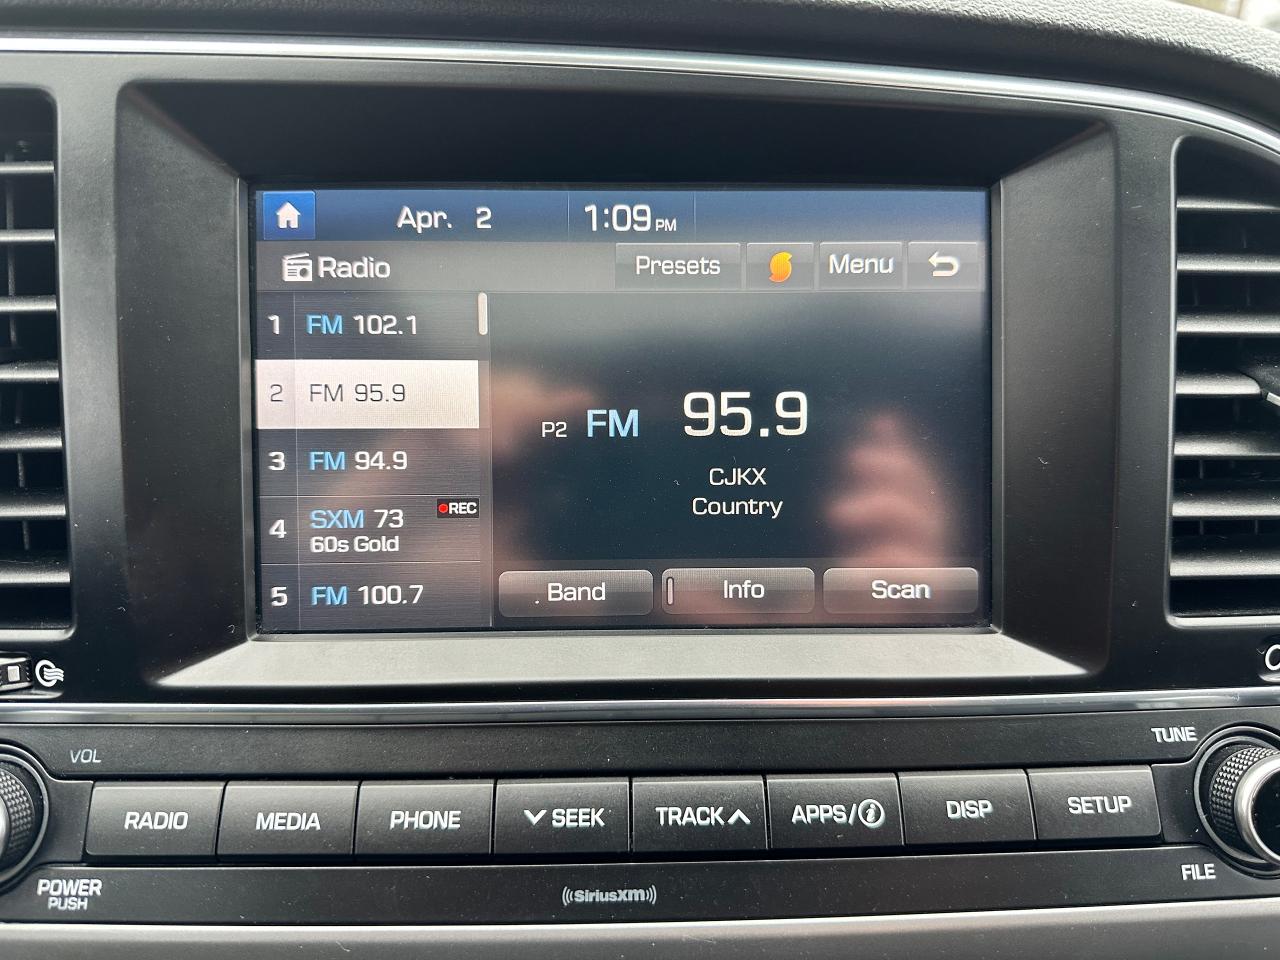 Apr. 2 1:09 PM
Radio Presets Menu
1 FM 102.1
2 FM 95.9
3 FM 94.9
4 SXM 73 REC
60s Gold
5 FM 100.7
P2 FM 95.9
CJKX
Country
Band Info Scan
VOL TUNE
RADIO MEDIA PHONE SEEK TRACK APPS/i DISP SETUP
POWER
PUSH
FILE
((SiriusXM))